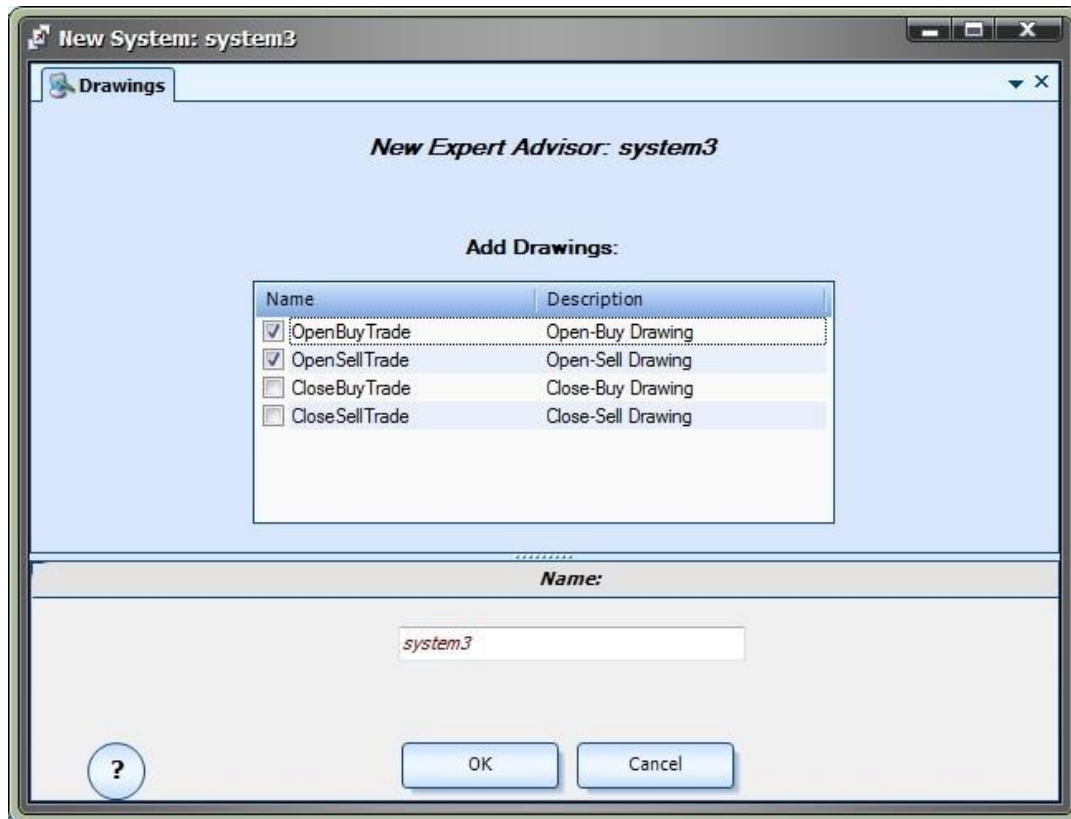 New System: system3
Drawings
New Expert Advisor: system3
Add Drawings:
Name Description
OpenBuyTrade Open-Buy Drawing
OpenSellTrade Open-Sell Drawing
CloseBuyTrade Close-Buy Drawing
CloseSellTrade Close-Sell Drawing
Name:
system3
? OK Cancel